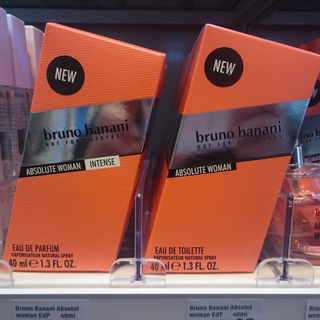 NEW
bruno banani
NOT FOR EVERYBODY
ABSOLUTE WOMAN INTENSE
EAU DE PARFUM
VAPORISATEUR NATURAL SPRAY
40 ml ℮ 1.3 FL. OZ.
NEW
bruno banani
NOT FOR EVERYBODY
ABSOLUTE WOMAN
EAU DE TOILETTE
VAPORISATEUR NATURAL SPRAY
40 ml ℮ 1.3 FL. OZ.
Bruno Banani Absolut
woman EdP 40ml
Bruno Banani Absolut
woman EdT 40ml